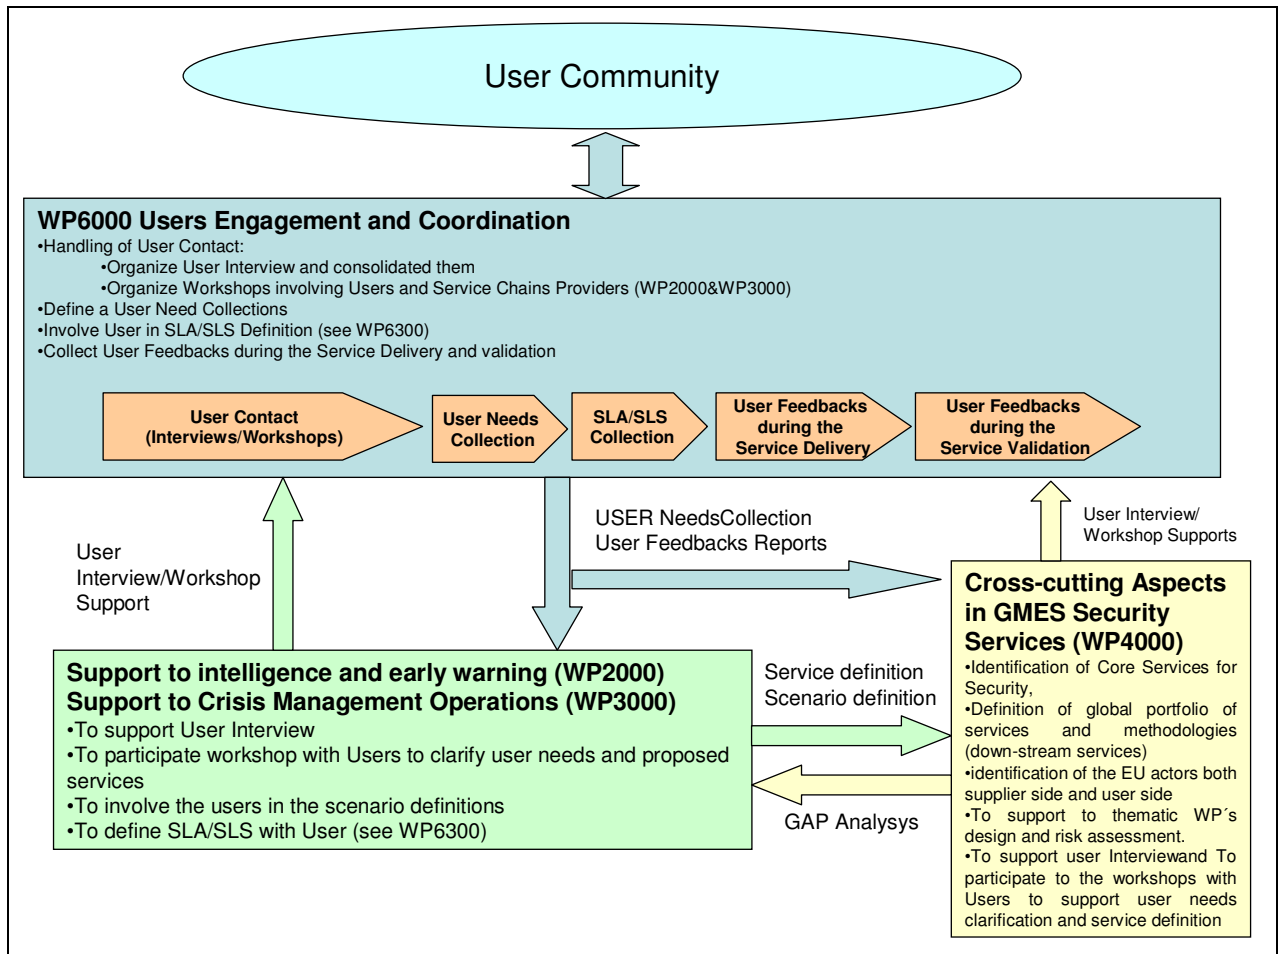 User Community
WP6000 Users Engagement and Coordination
•Handling of User Contact:
•Organize User Interview and consolidated them
•Organize Workshops involving Users and Service Chains Providers (WP2000&WP3000)
•Define a User Need Collections
•Involve User in SLA/SLS Definition (see WP6300)
•Collect User Feedbacks during the Service Delivery and validation
User Contact
(Interviews/Workshops)
User Needs
Collection
SLA/SLS
Collection
User Feedbacks
during the
Service Delivery
User Feedbacks
during the
Service Validation
User
Interview/Workshop
Support
USER NeedsCollection
User Feedbacks Reports
User Interview/
Workshop Supports
Support to intelligence and early warning (WP2000)
Support to Crisis Management Operations (WP3000)
•To support User Interview
•To participate workshop with Users to clarify user needs and proposed
services
•To involve the users in the scenario definitions
•To define SLA/SLS with User (see WP6300)
Service definition
Scenario definition
GAP Analysys
Cross-cutting Aspects
in GMES Security
Services (WP4000)
•Identification of Core Services for
Security,
•Definition of global portfolio of
services and methodologies
(down-stream services)
•identification of the EU actors both
supplier side and user side
•To support to thematic WP´s
design and risk assessment.
•To support user Interviewand To
participate to the workshops with
Users to support user needs
clarification and service definition